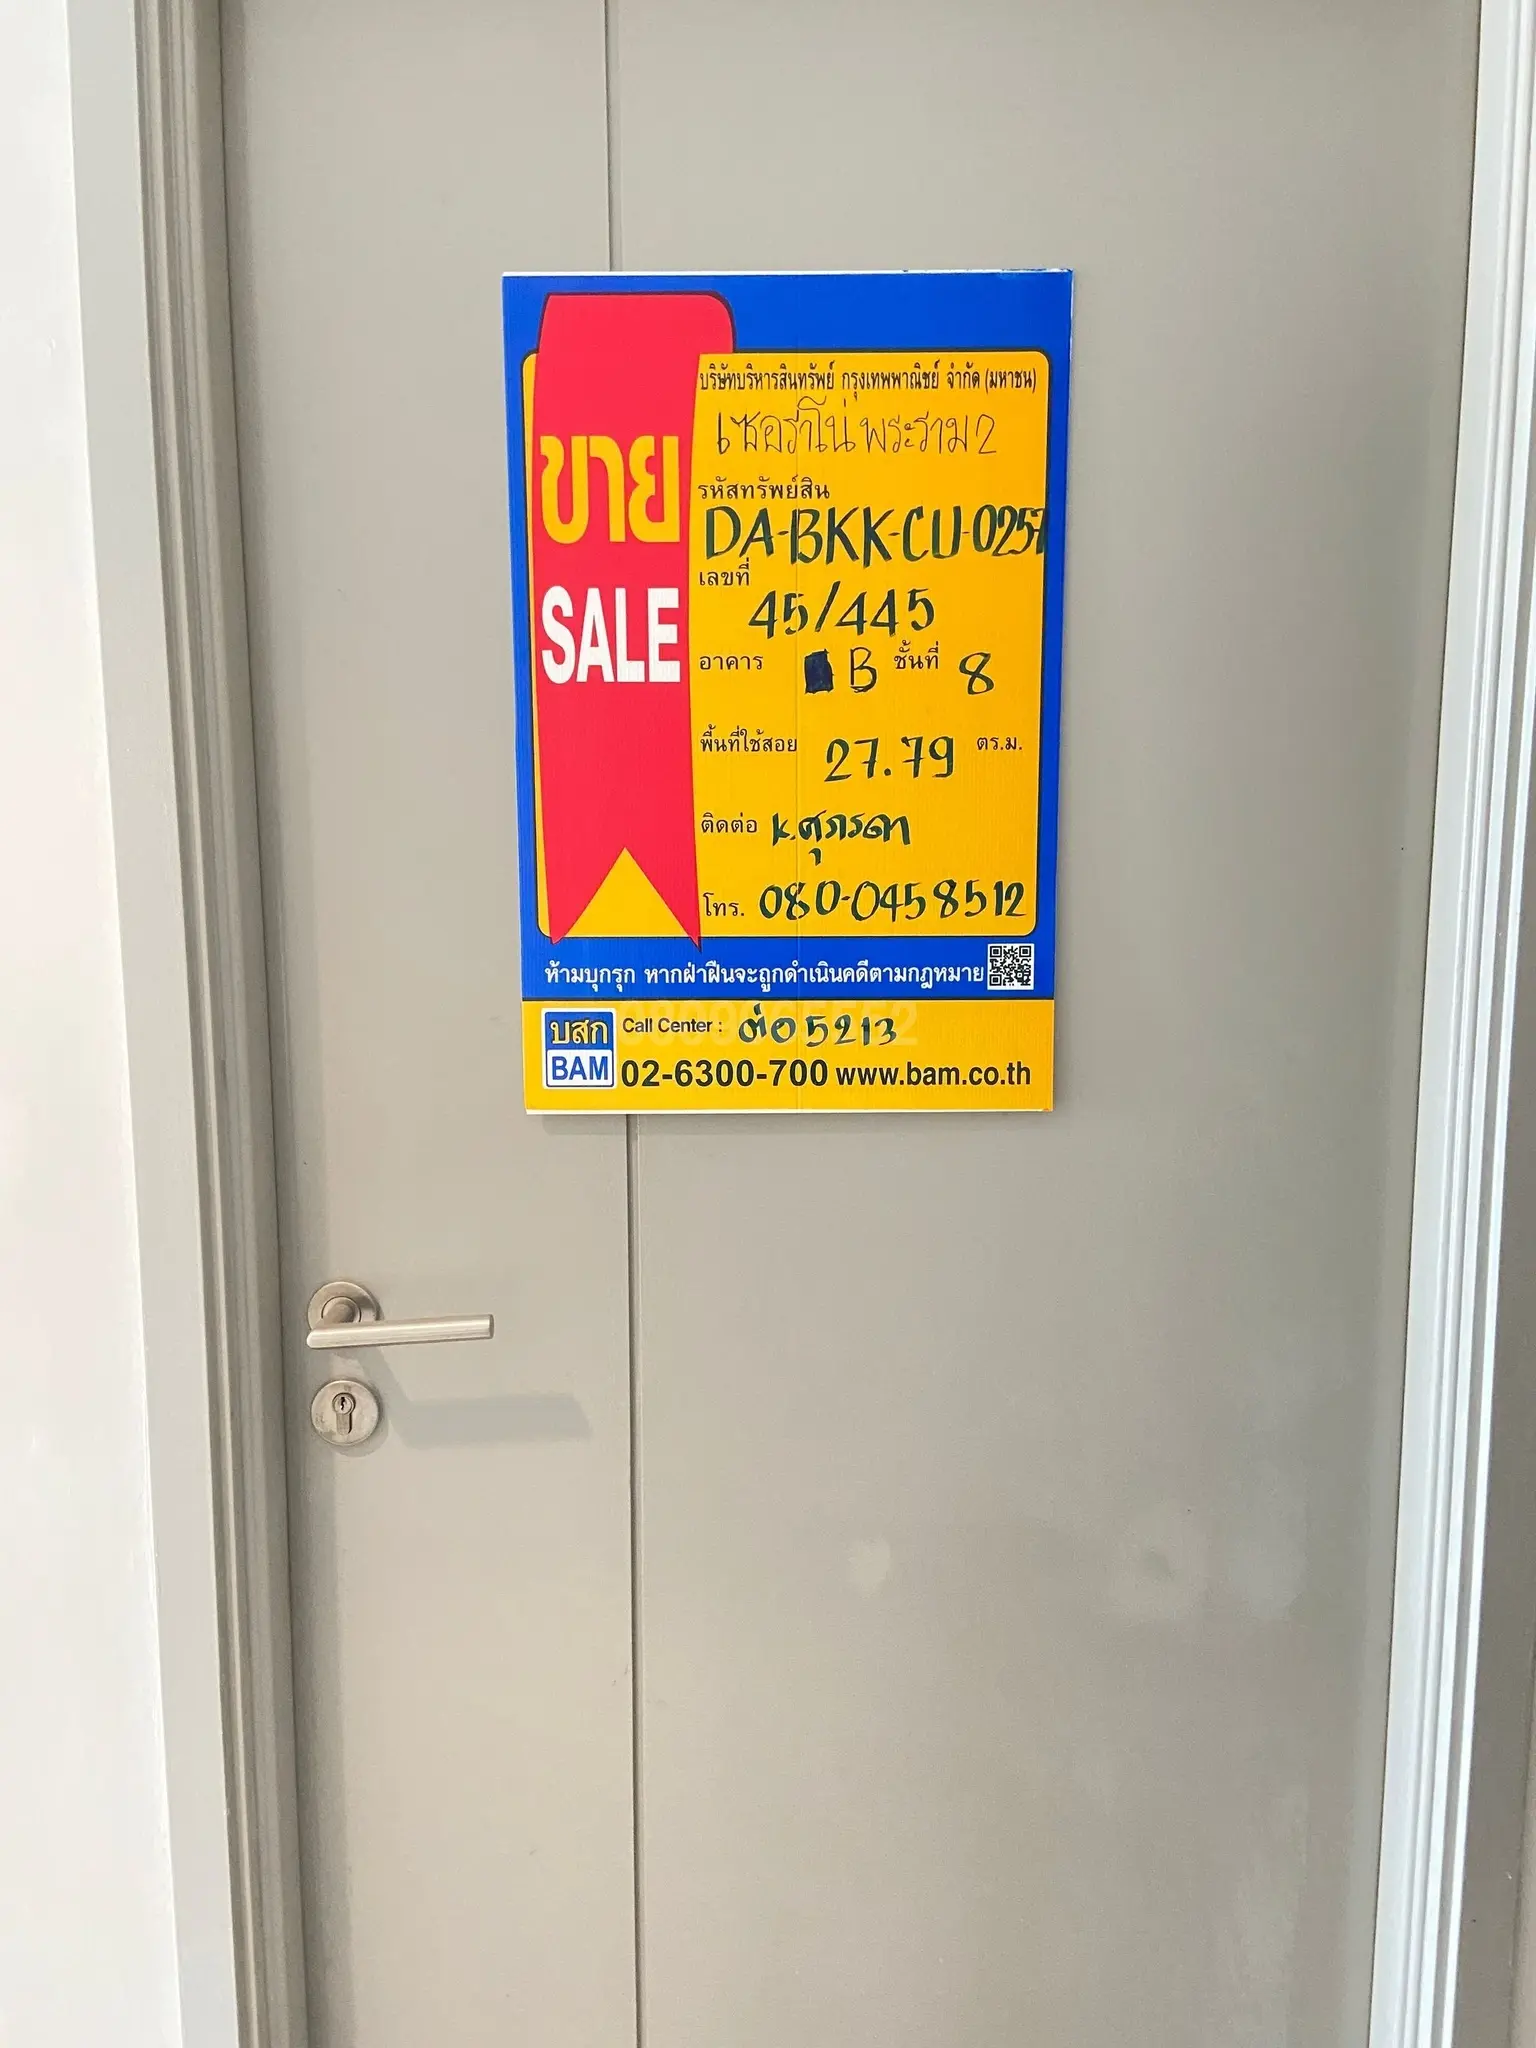 บริษัทบริหารสินทรัพย์ กรุงเทพพาณิชย์ จำกัด (มหาชน)
เซอราโน่ พระราม 2
ขาย
SALE
รหัสทรัพย์สิน
DA-BKK-CU-0257
เลขที่
45/445
อาคาร B ชั้นที่ 8
พื้นที่ใช้สอย 27.79 ตร.ม.
ติดต่อ K.ศุภรดา
โทร. 080-0458512
ห้ามบุกรุก หากฝ่าฝืนจะถูกดำเนินคดีตามกฎหมาย
บสก Call Center : ต่อ 5213
BAM 02-6300-700 www.bam.co.th